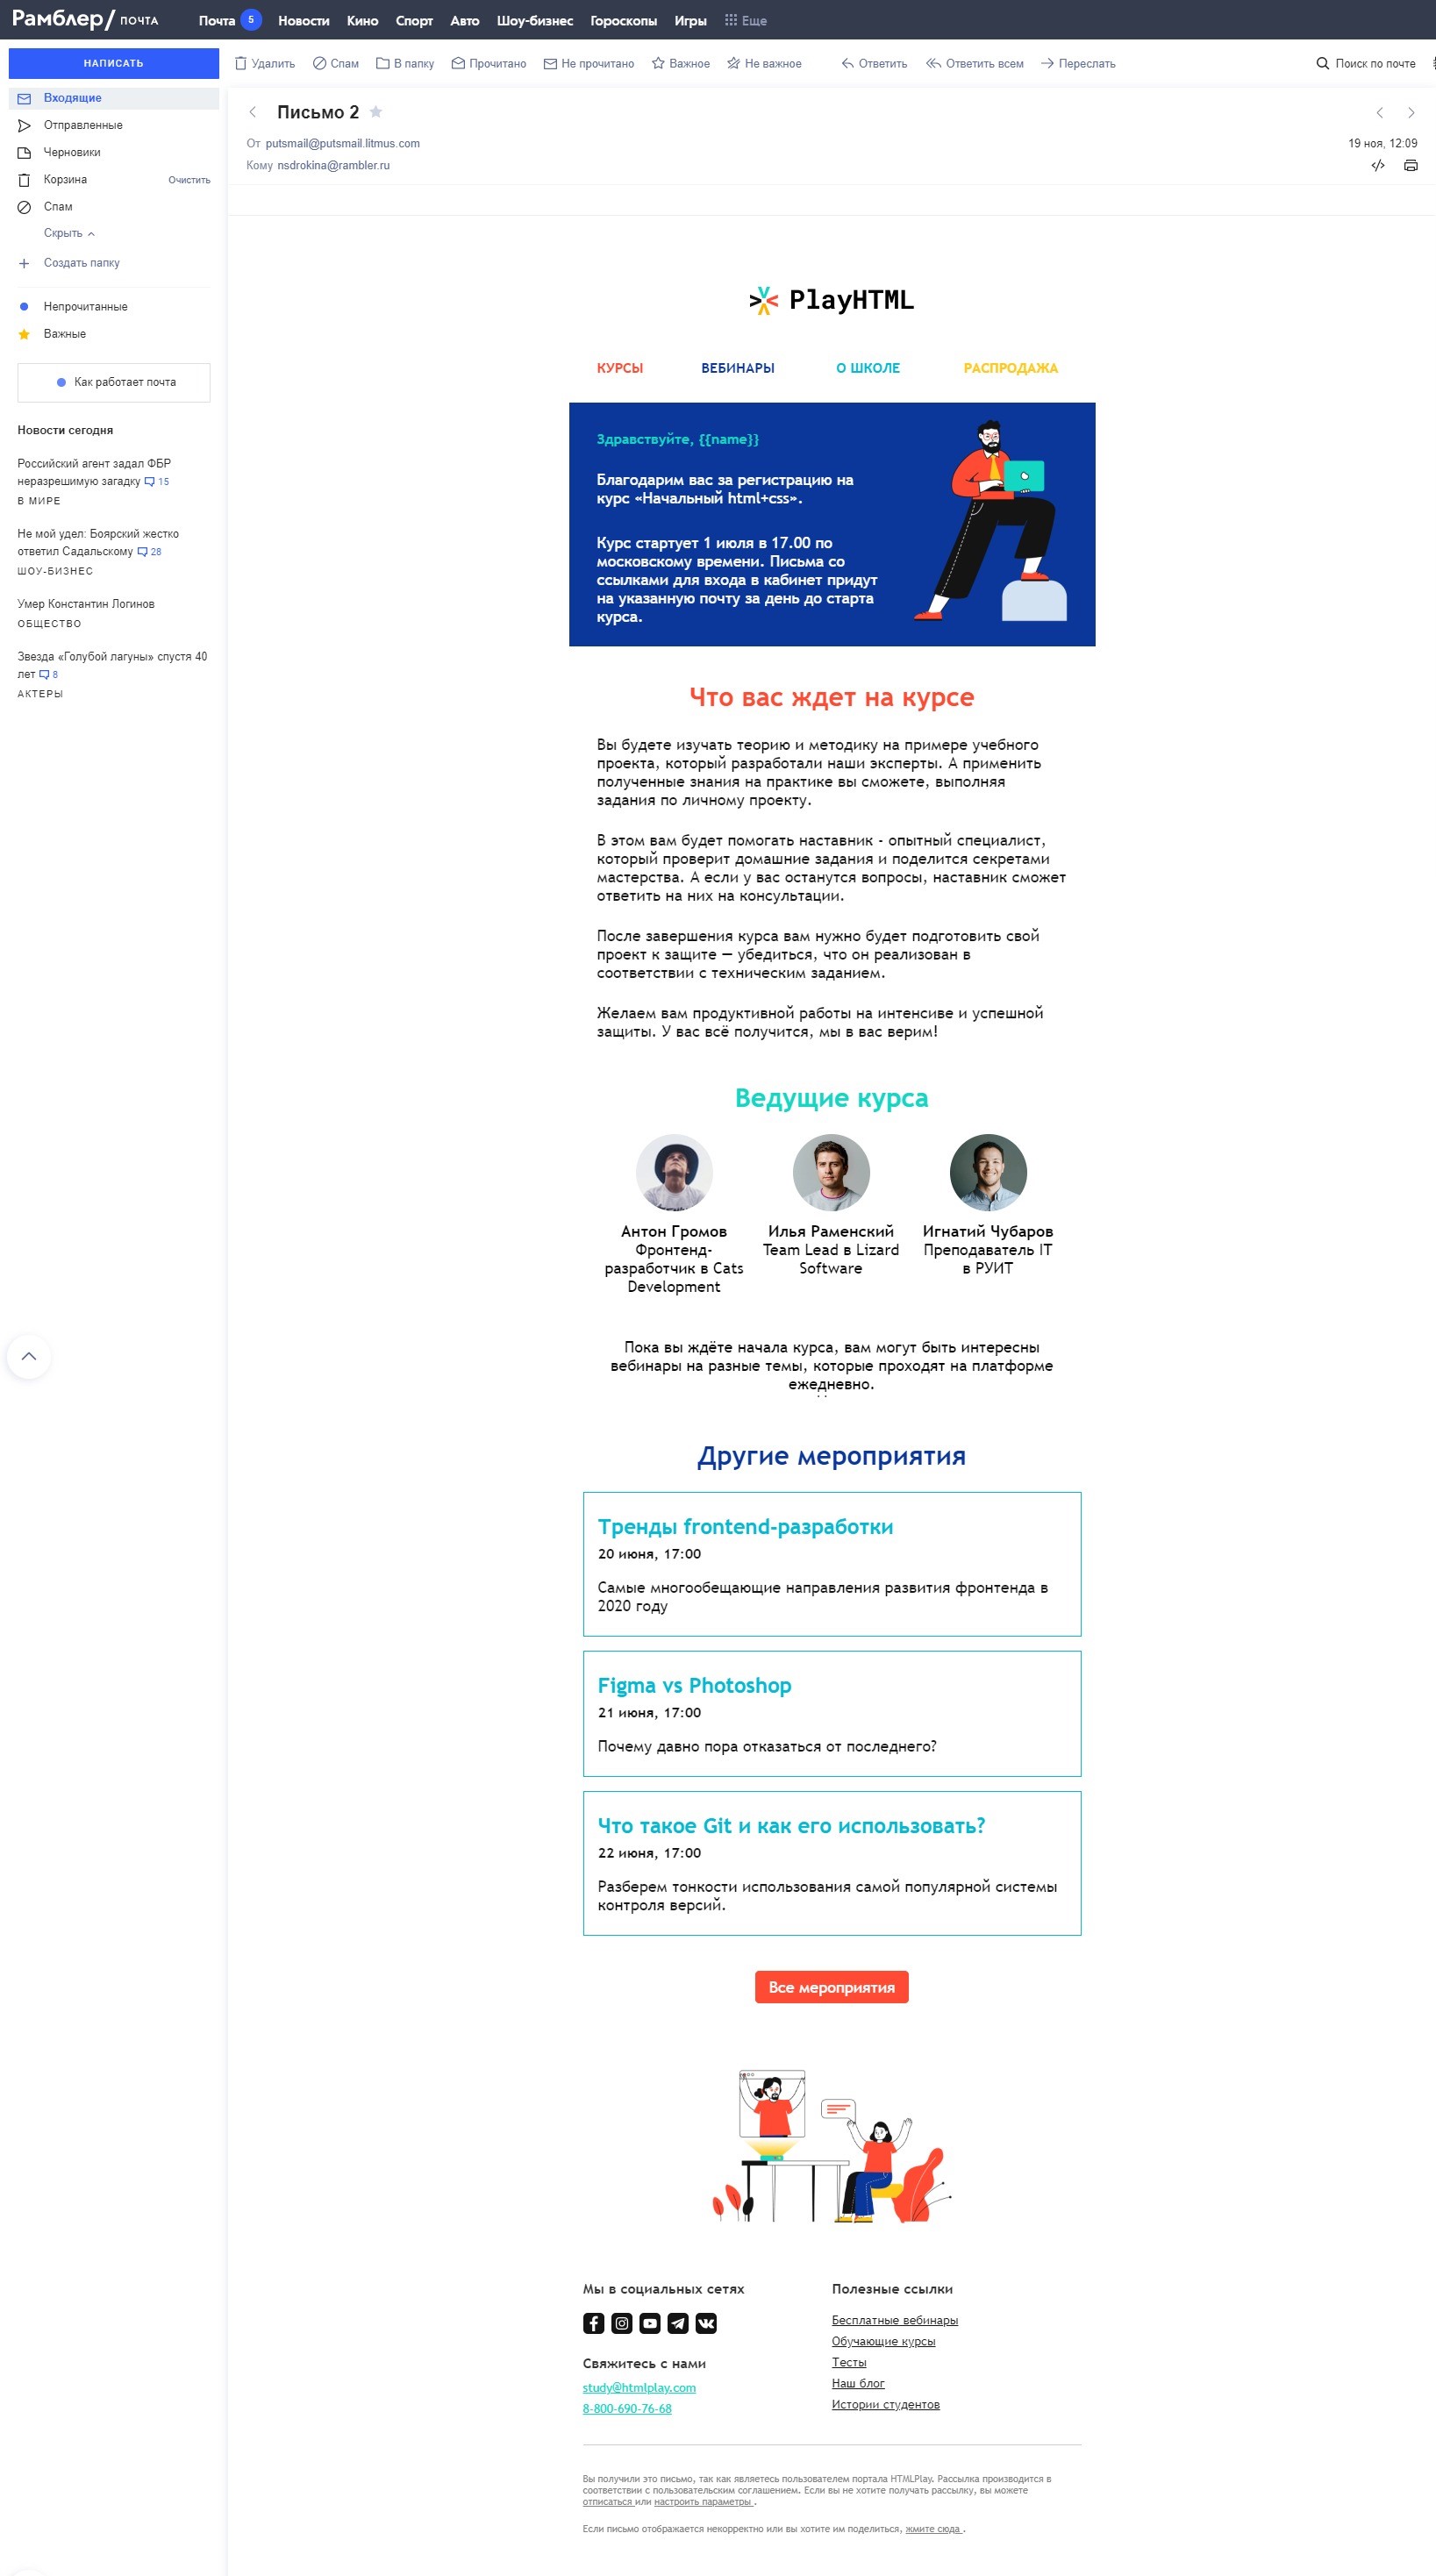 Рамблер/ ПОЧТА
Почта 5 Новости Кино Спорт Авто Шоу-бизнес Гороскопы Игры Еще
НАПИСАТЬ
Удалить Спам В папку Прочитано Не прочитано Важное Не важное Ответить Ответить всем Переслать Поиск по почте
Входящие
Отправленные
Черновики
Корзина Очистить
Спам
Скрыть
Создать папку
Непрочитанные
Важные
Как работает почта
Новости сегодня
Российский агент задал ФБР
неразрешимую загадку 15
В МИРЕ
Не мой удел: Боярский жестко
ответил Садальскому 28
ШОУ-БИЗНЕС
Умер Константин Логинов
ОБЩЕСТВО
Звезда «Голубой лагуны» спустя 40
лет 8
АКТЕРЫ
Письмо 2
От putsmail@putsmail.litmus.com 19 ноя, 12:09
Кому nsdrokina@rambler.ru
PlayHTML
КУРСЫ ВЕБИНАРЫ О ШКОЛЕ РАСПРОДАЖА
Здравствуйте, {{name}}
Благодарим вас за регистрацию на
курс «Начальный html+css».
Курс стартует 1 июля в 17.00 по
московскому времени. Письма со
ссылками для входа в кабинет придут
на указанную почту за день до старта
курса.
Что вас ждет на курсе
Вы будете изучать теорию и методику на примере учебного
проекта, который разработали наши эксперты. А применить
полученные знания на практике вы сможете, выполняя
задания по личному проекту.
В этом вам будет помогать наставник - опытный специалист,
который проверит домашние задания и поделится секретами
мастерства. А если у вас останутся вопросы, наставник сможет
ответить на них на консультации.
После завершения курса вам нужно будет подготовить свой
проект к защите — убедиться, что он реализован в
соответствии с техническим заданием.
Желаем вам продуктивной работы на интенсиве и успешной
защиты. У вас всё получится, мы в вас верим!
Ведущие курса
Антон Громов
Фронтенд-
разработчик в Cats
Development
Илья Раменский
Team Lead в Lizard
Software
Игнатий Чубаров
Преподаватель IT
в РУИТ
Пока вы ждёте начала курса, вам могут быть интересны
вебинары на разные темы, которые проходят на платформе
ежедневно.
Другие мероприятия
Тренды frontend-разработки
20 июня, 17:00
Самые многообещающие направления развития фронтенда в
2020 году
Figma vs Photoshop
21 июня, 17:00
Почему давно пора отказаться от последнего?
Что такое Git и как его использовать?
22 июня, 17:00
Разберем тонкости использования самой популярной системы
контроля версий.
Все мероприятия
Мы в социальных сетях
Свяжитесь с нами
study@htmlplay.com
8-800-690-76-68
Полезные ссылки
Бесплатные вебинары
Обучающие курсы
Тесты
Наш блог
Истории студентов
Вы получили это письмо, так как являетесь пользователем портала HTMLPlay. Рассылка производится в
соответствии с пользовательским соглашением. Если вы не хотите получать рассылку, вы можете
отписаться или настроить параметры .
Если письмо отображается некорректно или вы хотите им поделиться, жмите сюда .